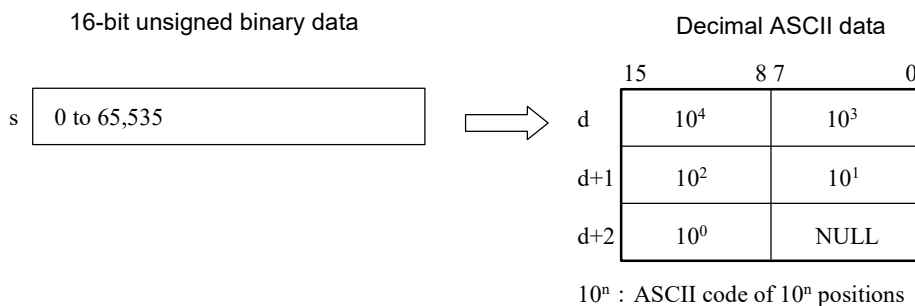 16-bit unsigned binary data
Decimal ASCII data
15 8 7 0
s 0 to 65,535
d 10⁴ 10³
d+1 10² 10¹
d+2 10⁰ NULL
10ⁿ : ASCII code of 10ⁿ positions